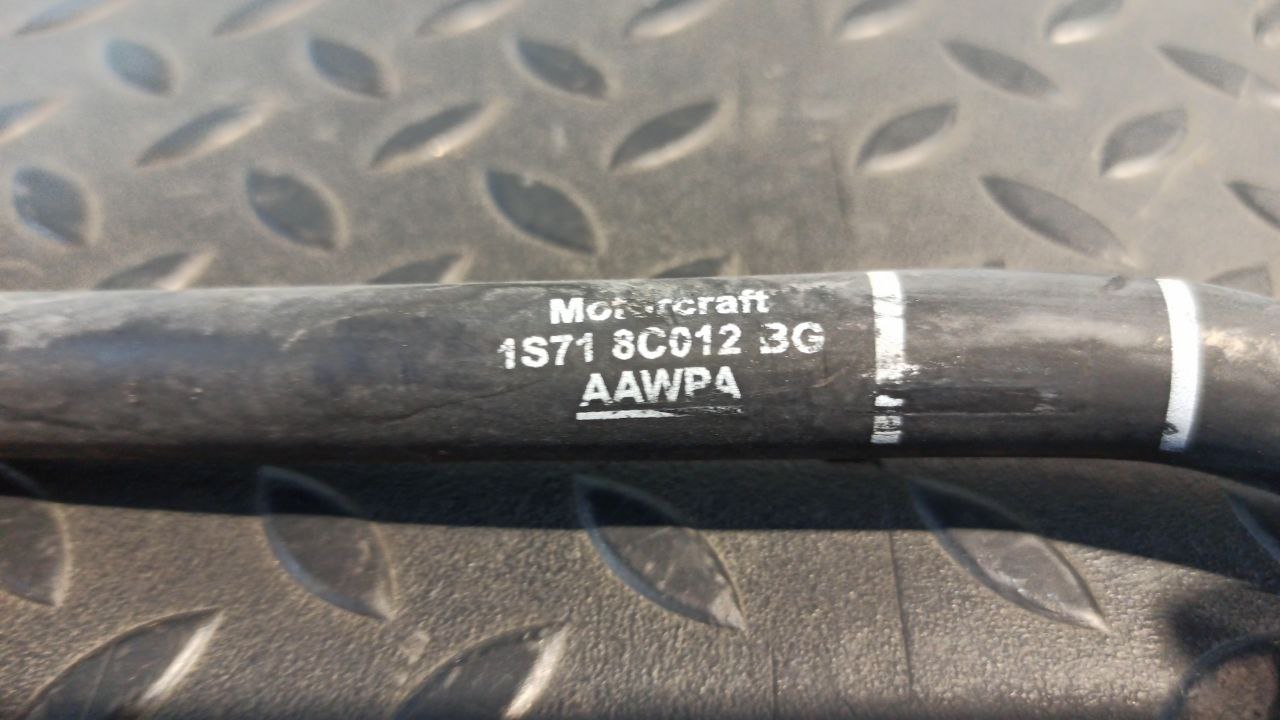 Motorcraft
1S71 8C012 BG
AAWPA